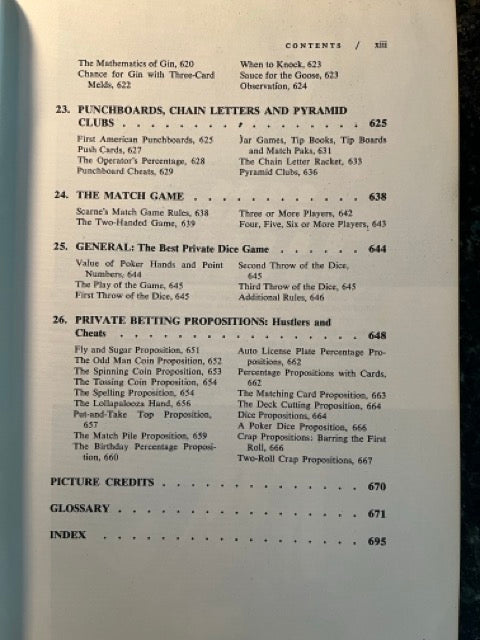 CONTENTS / xiii
The Mathematics of Gin, 620
Chance for Gin with Three-Card
Melds, 622
When to Knock, 623
Sauce for the Goose, 623
Observation, 624
23. PUNCHBOARDS, CHAIN LETTERS AND PYRAMID
CLUBS . . . . . . . . . . . . . . . 625
First American Punchboards, 625
Push Cards, 627
The Operator's Percentage, 628
Punchboard Cheats, 629
Jar Games, Tip Books, Tip Boards
and Match Paks, 631
The Chain Letter Racket, 633
Pyramid Clubs, 636
24. THE MATCH GAME . . . . . . . . . . . . 638
Scarne's Match Game Rules, 638
The Two-Handed Game, 639
Three or More Players, 642
Four, Five, Six or More Players, 643
25. GENERAL: The Best Private Dice Game . . . . . . 644
Value of Poker Hands and Point
Numbers, 644
The Play of the Game, 645
First Throw of the Dice, 645
Second Throw of the Dice,
645
Third Throw of the Dice, 645
Additional Rules, 646
26. PRIVATE BETTING PROPOSITIONS: Hustlers and
Cheats . . . . . . . . . . . . . . . 648
Fly and Sugar Proposition, 651
The Odd Man Coin Proposition, 652
The Spinning Coin Proposition, 653
The Tossing Coin Proposition, 654
The Spelling Proposition, 654
The Lollapalooza Hand, 656
Put-and-Take Top Proposition,
657
The Match Pile Proposition, 659
The Birthday Percentage Proposi-
tion, 660
Auto License Plate Percentage Pro-
positions, 662
Percentage Propositions with Cards,
662
The Matching Card Proposition, 663
The Deck Cutting Proposition, 664
Dice Propositions, 664
A Poker Dice Proposition, 666
Crap Propositions: Barring the First
Roll, 666
Two-Roll Crap Propositions, 667
PICTURE CREDITS . . . . . . . . . . . . . . 670
GLOSSARY . . . . . . . . . . . . . . . . . 671
INDEX . . . . . . . . . . . . . . . . . . 695